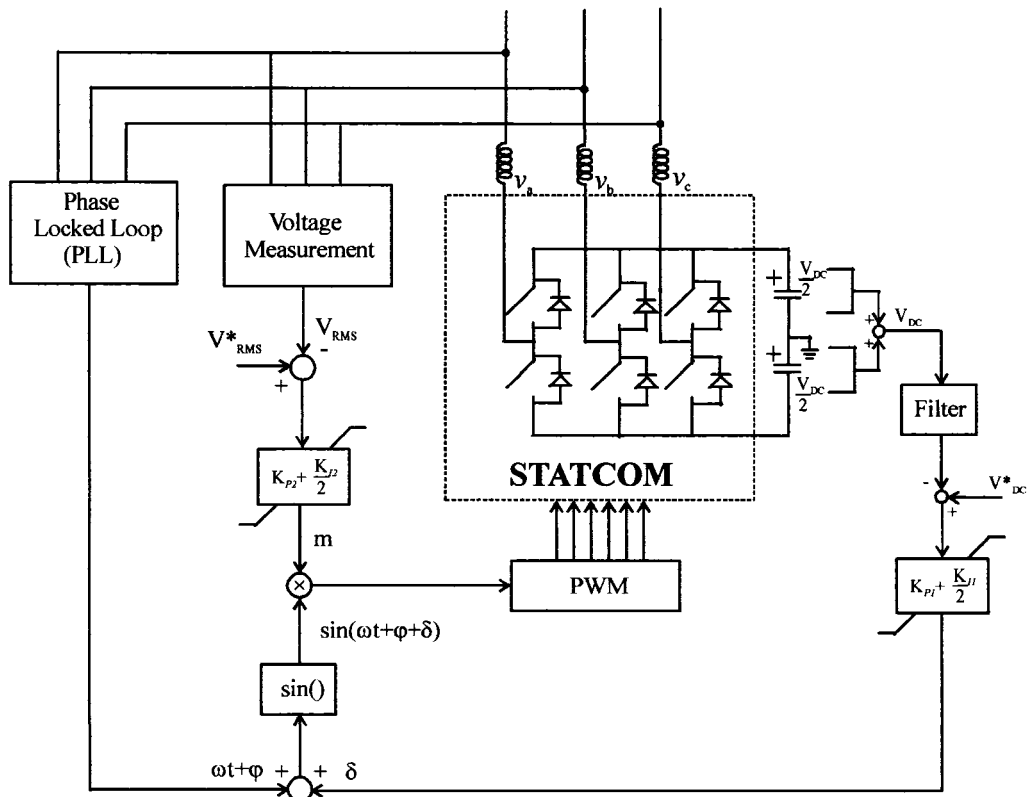 Phase
Locked Loop
(PLL)
Voltage
Measurement
v_a
v_b
v_c
V_RMS
-
V*_RMS
+
+
V_DC
2
+
V_DC
2
+
+
V_DC
Filter
-
V*_DC
+
K_P2 + K_I2
2
K_P1 + K_I1
2
STATCOM
m
×
PWM
sin(ωt+φ+δ)
sin()
ωt+φ
+
+
δ